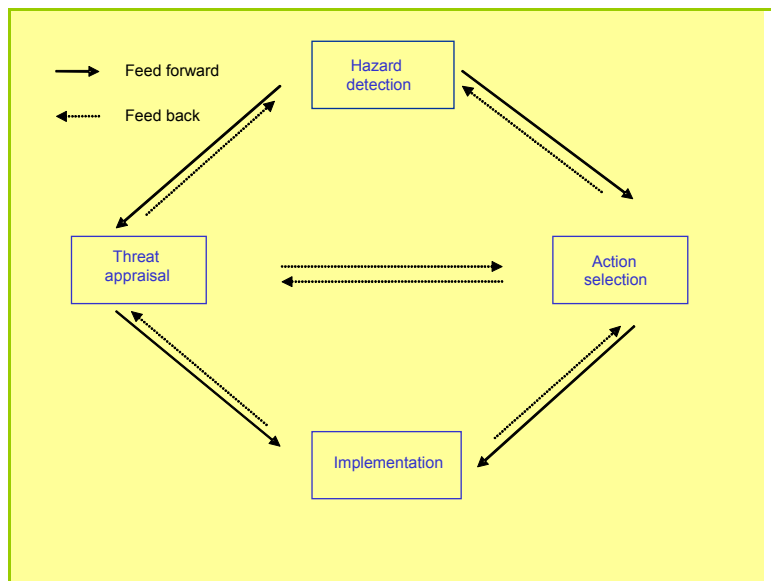 Feed forward
Feed back
Hazard
detection
Threat
appraisal
Action
selection
Implementation